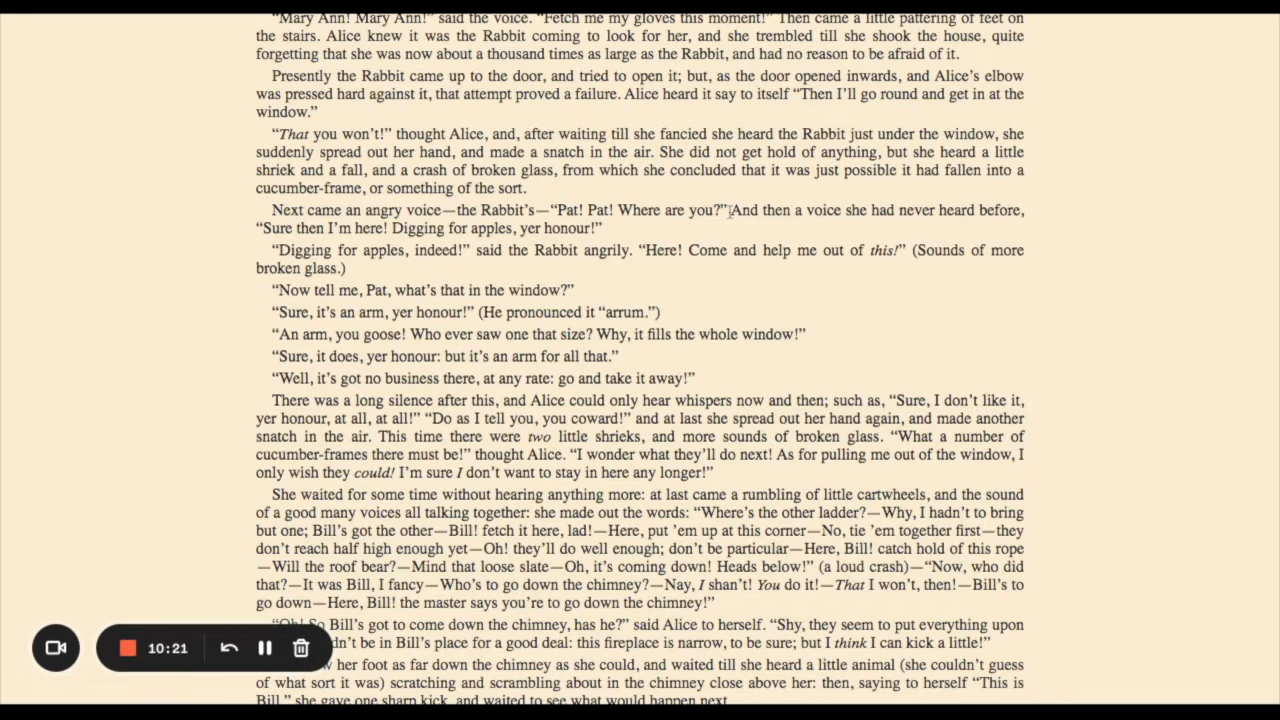 “Mary Ann! Mary Ann!” said the voice. “Fetch me my gloves this moment!” Then came a little pattering of feet on
the stairs. Alice knew it was the Rabbit coming to look for her, and she trembled till she shook the house, quite
forgetting that she was now about a thousand times as large as the Rabbit, and had no reason to be afraid of it.
Presently the Rabbit came up to the door, and tried to open it; but, as the door opened inwards, and Alice’s elbow
was pressed hard against it, that attempt proved a failure. Alice heard it say to itself “Then I’ll go round and get in at the
window.”
“That you won’t!” thought Alice, and, after waiting till she fancied she heard the Rabbit just under the window, she
suddenly spread out her hand, and made a snatch in the air. She did not get hold of anything, but she heard a little
shriek and a fall, and a crash of broken glass, from which she concluded that it was just possible it had fallen into a
cucumber-frame, or something of the sort.
Next came an angry voice—the Rabbit’s—“Pat! Pat! Where are you?” And then a voice she had never heard before,
“Sure then I’m here! Digging for apples, yer honour!”
“Digging for apples, indeed!” said the Rabbit angrily. “Here! Come and help me out of this!” (Sounds of more
broken glass.)
“Now tell me, Pat, what’s that in the window?”
“Sure, it’s an arm, yer honour!” (He pronounced it “arrum.”)
“An arm, you goose! Who ever saw one that size? Why, it fills the whole window!”
“Sure, it does, yer honour: but it’s an arm for all that.”
“Well, it’s got no business there, at any rate: go and take it away!”
There was a long silence after this, and Alice could only hear whispers now and then; such as, “Sure, I don’t like it,
yer honour, at all, at all!” “Do as I tell you, you coward!” and at last she spread out her hand again, and made another
snatch in the air. This time there were two little shrieks, and more sounds of broken glass. “What a number of
cucumber-frames there must be!” thought Alice. “I wonder what they’ll do next! As for pulling me out of the window, I
only wish they could! I’m sure I don’t want to stay in here any longer!”
She waited for some time without hearing anything more: at last came a rumbling of little cartwheels, and the sound
of a good many voices all talking together: she made out the words: “Where’s the other ladder?—Why, I hadn’t to bring
but one; Bill’s got the other—Bill! fetch it here, lad!—Here, put ’em up at this corner—No, tie ’em together first—they
don’t reach half high enough yet—Oh! they’ll do well enough; don’t be particular—Here, Bill! catch hold of this rope
—Will the roof bear?—Mind that loose slate—Oh, it’s coming down! Heads below!” (a loud crash)—“Now, who did
that?—It was Bill, I fancy—Who’s to go down the chimney?—Nay, I shan’t! You do it!—That I won’t, then!—Bill’s to
go down—Here, Bill! the master says you’re to go down the chimney!”
“Oh! So Bill’s got to come down the chimney, has he?” said Alice to herself. “Shy, they seem to put everything upon
be in Bill’s place for a good deal: this fireplace is narrow, to be sure; but I think I can kick a little!”
10:21
her foot as far down the chimney as she could, and waited till she heard a little animal (she couldn’t guess
of what sort it was) scratching and scrambling about in the chimney close above her: then, saying to herself “This is
Bill,” she gave one sharp kick, and waited to see what would happen next.